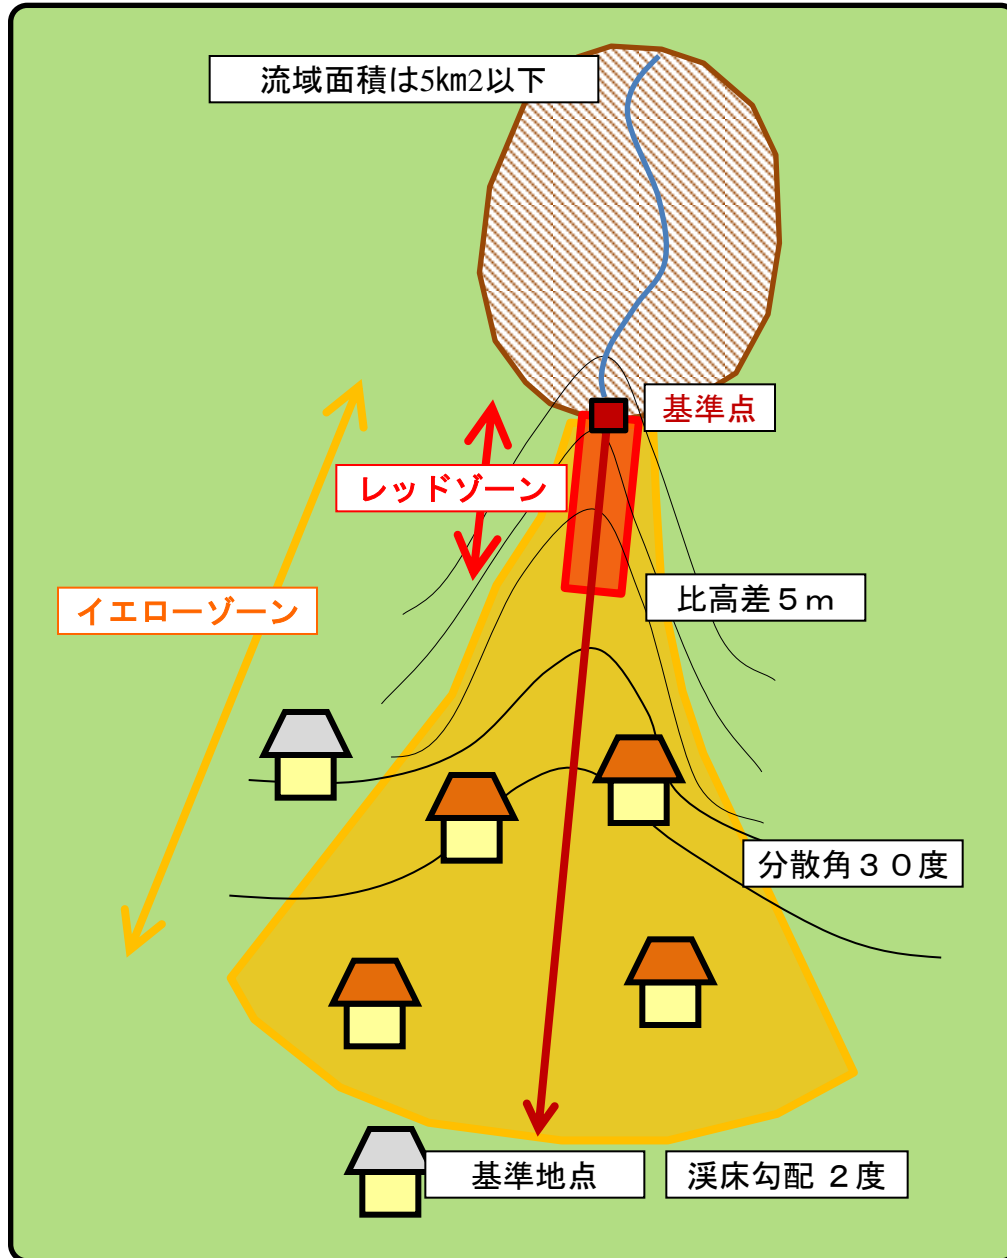 流域面積は5km2以下
基準点
レッドゾーン
イエローゾーン
比高差５ｍ
分散角３０度
基準地点
渓床勾配 ２度